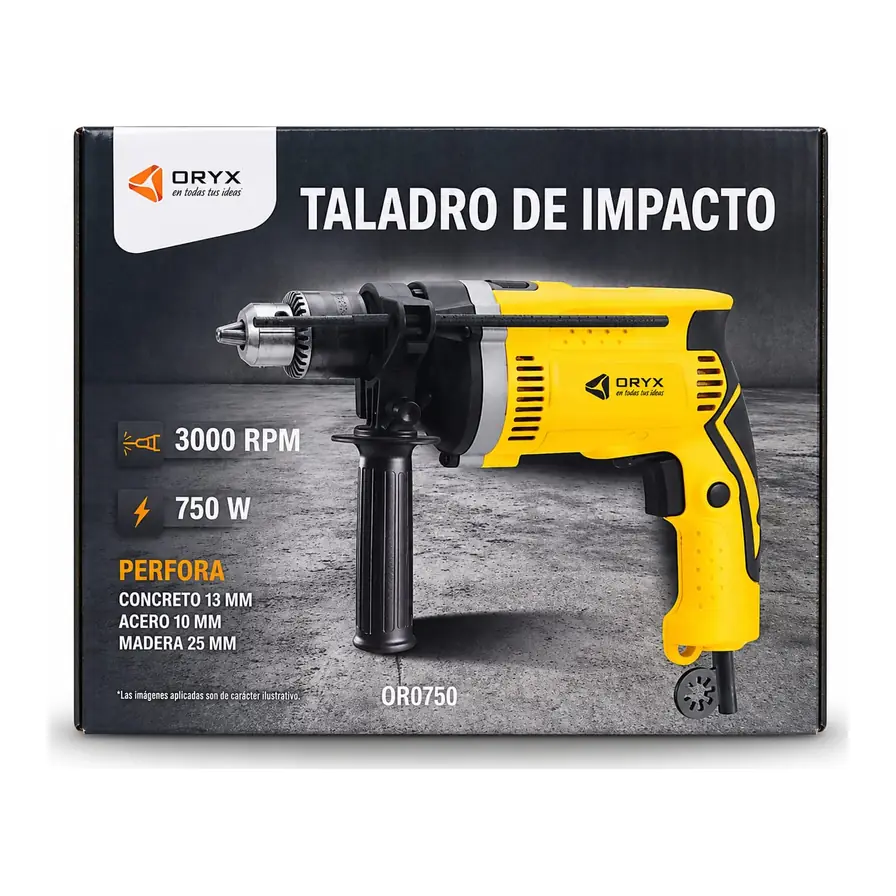 ORYX
en todas tus ideas
TALADRO DE IMPACTO
ORYX
en todas tus ideas
3000 RPM
750 W
PERFORA
CONCRETO 13 MM
ACERO 10 MM
MADERA 25 MM
*Las imágenes aplicadas son de carácter ilustrativo.
OR0750